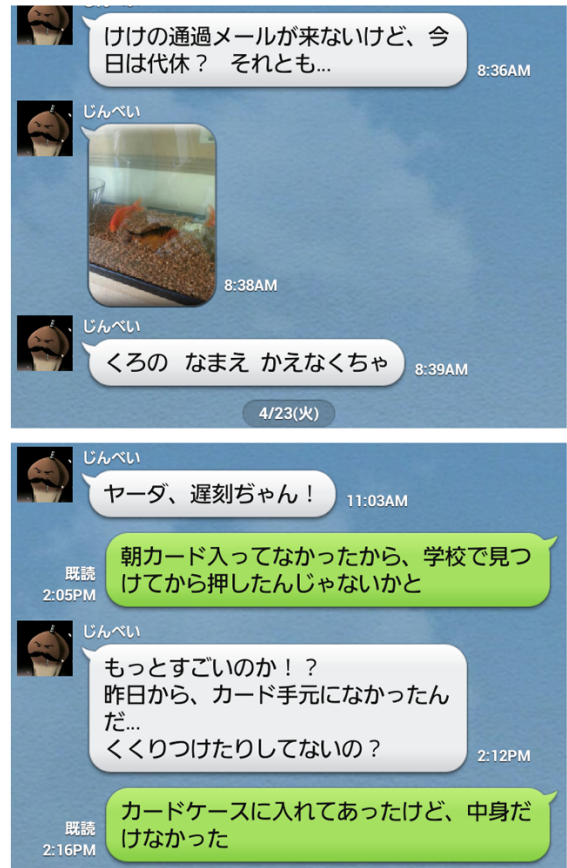 けけの通過メールが来ないけど、今
日は代休？　それとも...
8:36AM
じんべい
8:38AM
じんべい
くろの　なまえ　かえなくちゃ
8:39AM
4/23(火)
じんべい
ヤーダ、遅刻ぢゃん！
11:03AM
朝カード入ってなかったから、学校で見つ
けてから押したんじゃないかと
既読
2:05PM
じんべい
もっとすごいのか！？
昨日から、カード手元になかったん
だ...
くくりつけたりしてないの？
2:12PM
カードケースに入れてあったけど、中身だ
けなかった
既読
2:16PM